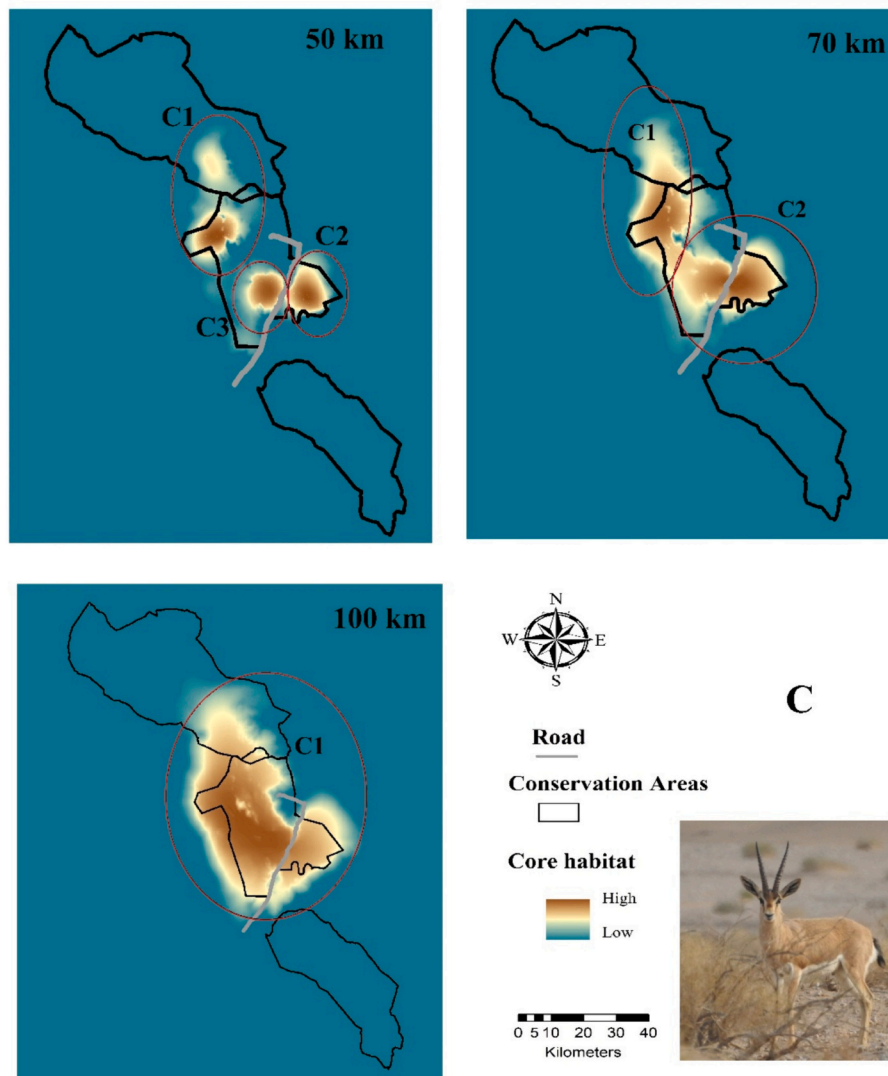 50 km
C1
C2
C3
70 km
C1
C2
100 km
C1
N
W E
S
C
Road
Conservation Areas
Core habitat
High
Low
0 5 10 20 30 40
Kilometers